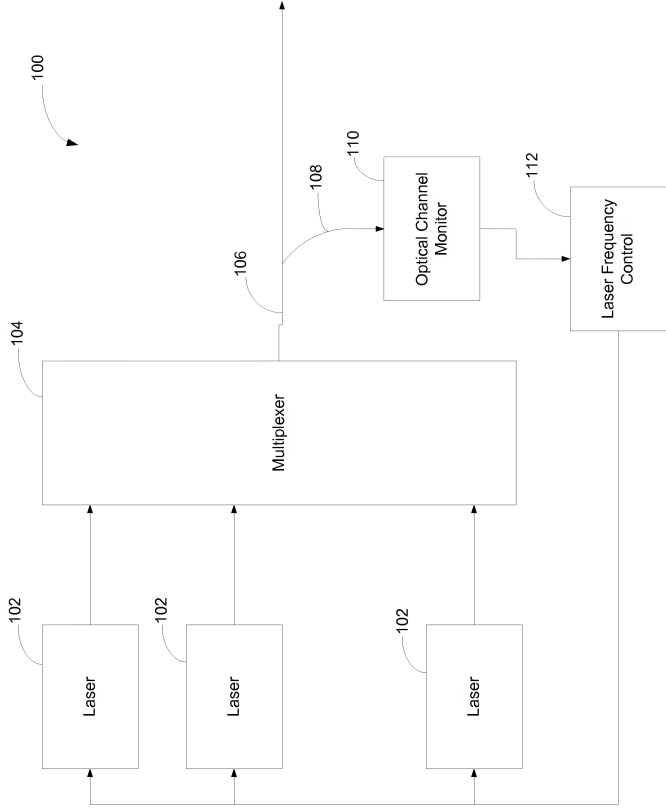 100
104
106
108
110
Optical Channel
Monitor
112
Laser Frequency
Control
Multiplexer
102
Laser
102
Laser
102
Laser